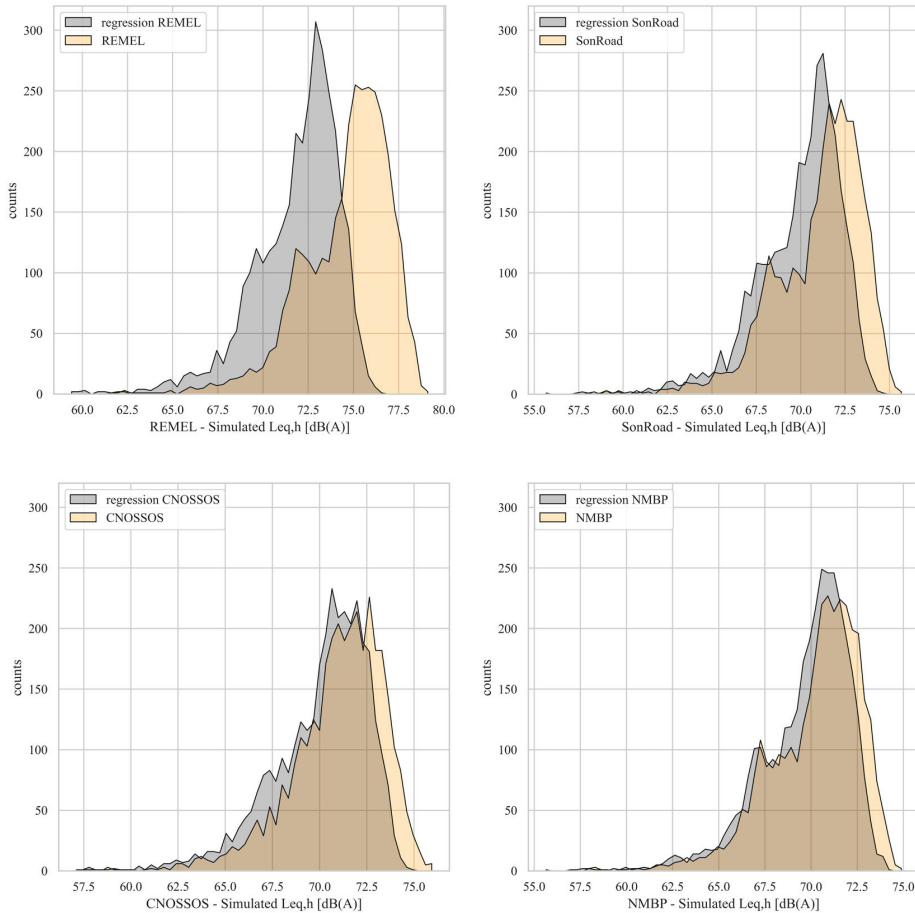 regression REMEL
REMEL
counts
300
250
200
150
100
50
0
60.0 62.5 65.0 67.5 70.0 72.5 75.0 77.5 80.0
REMEL - Simulated Leq,h [dB(A)]
regression SonRoad
SonRoad
counts
300
250
200
150
100
50
0
55.0 57.5 60.0 62.5 65.0 67.5 70.0 72.5 75.0
SonRoad - Simulated Leq,h [dB(A)]
regression CNOSSOS
CNOSSOS
counts
300
250
200
150
100
50
0
57.5 60.0 62.5 65.0 67.5 70.0 72.5 75.0
CNOSSOS - Simulated Leq,h [dB(A)]
regression NMBP
NMBP
counts
300
250
200
150
100
50
0
55.0 57.5 60.0 62.5 65.0 67.5 70.0 72.5 75.0
NMBP - Simulated Leq,h [dB(A)]